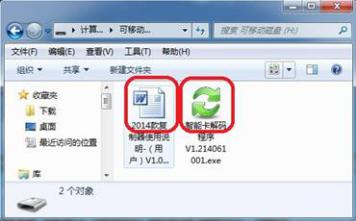 计算... 可移动...
搜索 可移动磁盘 (H:)
文件(F) 编辑(E) 查看(V) 工具(T) 帮助(H)
组织 共享 新建文件夹
收藏夹
下载
桌面
最近访问的位置
库
2014款复
制器使用说
明-（用
户）V1.0...
智能卡解码
程序
V1.214061
001.exe
2 个对象